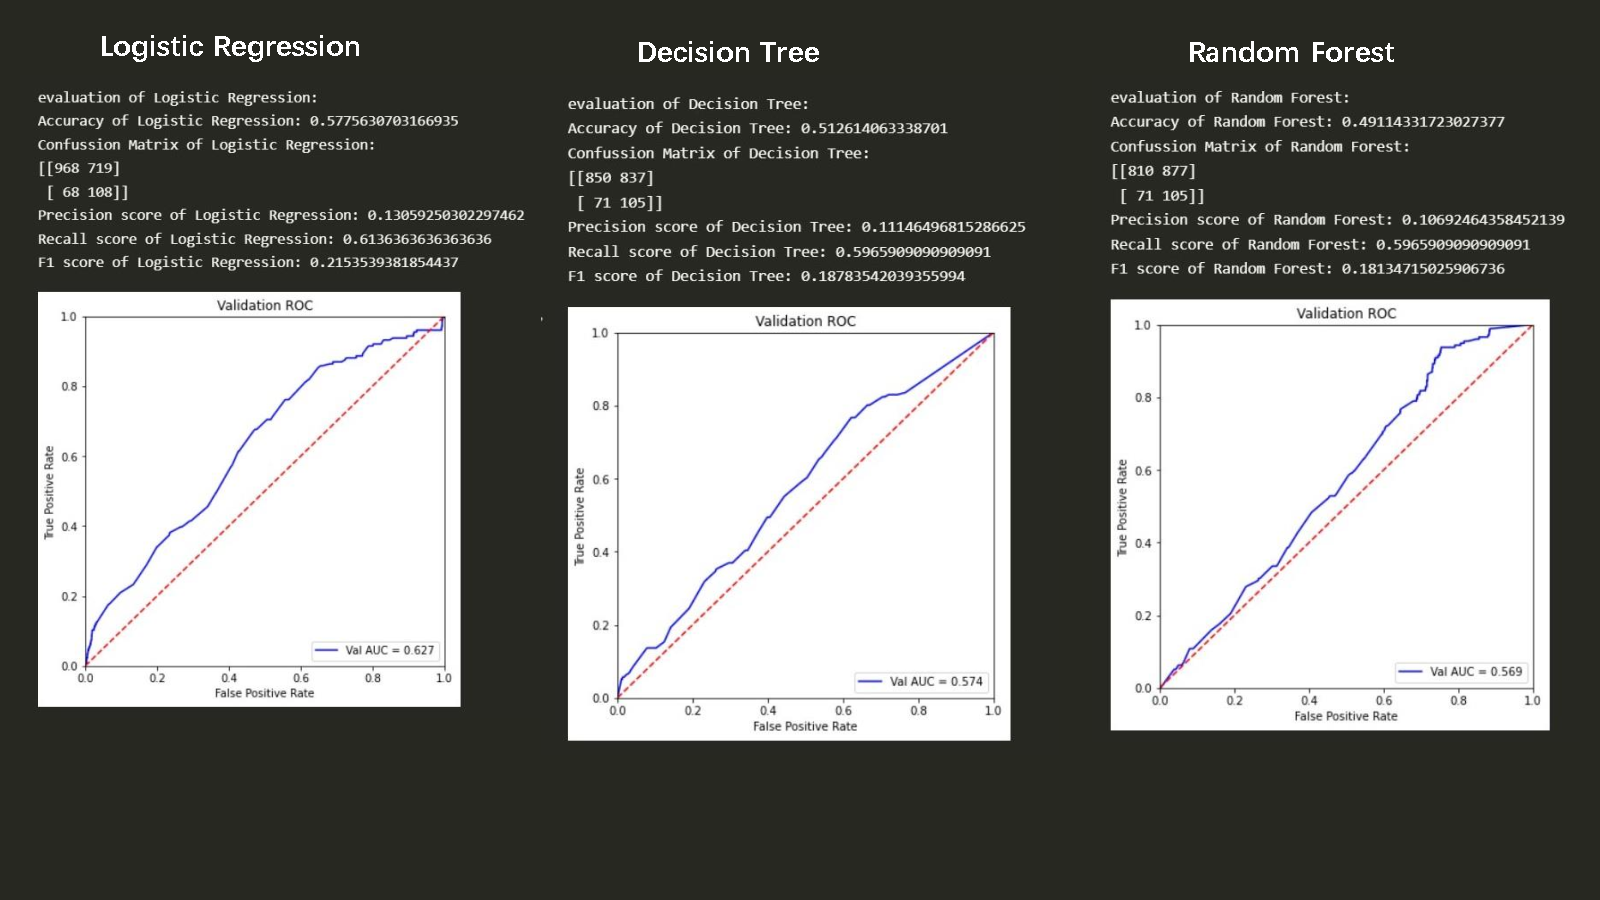 Logistic Regression
evaluation of Logistic Regression:
Accuracy of Logistic Regression: 0.5775630703166935
Confussion Matrix of Logistic Regression:
[[968 719]
[ 68 108]]
Precision score of Logistic Regression: 0.13059250302297462
Recall score of Logistic Regression: 0.6136363636363636
F1 score of Logistic Regression: 0.2153539381854437
Validation ROC
1.0
0.8
0.6
0.4
0.2
0.0
True Positive Rate
Val AUC = 0.627
0.0 0.2 0.4 0.6 0.8 1.0
False Positive Rate
Decision Tree
evaluation of Decision Tree:
Accuracy of Decision Tree: 0.512614063338701
Confussion Matrix of Decision Tree:
[[850 837]
[ 71 105]]
Precision score of Decision Tree: 0.11146496815286625
Recall score of Decision Tree: 0.5965909090909091
F1 score of Decision Tree: 0.18783542039355994
Validation ROC
1.0
0.8
0.6
0.4
0.2
0.0
True Positive Rate
Val AUC = 0.574
0.0 0.2 0.4 0.6 0.8 1.0
False Positive Rate
Random Forest
evaluation of Random Forest:
Accuracy of Random Forest: 0.49114331723027377
Confussion Matrix of Random Forest:
[[810 877]
[ 71 105]]
Precision score of Random Forest: 0.10692464358452139
Recall score of Random Forest: 0.5965909090909091
F1 score of Random Forest: 0.18134715025906736
Validation ROC
1.0
0.8
0.6
0.4
0.2
0.0
True Positive Rate
Val AUC = 0.569
0.0 0.2 0.4 0.6 0.8 1.0
False Positive Rate